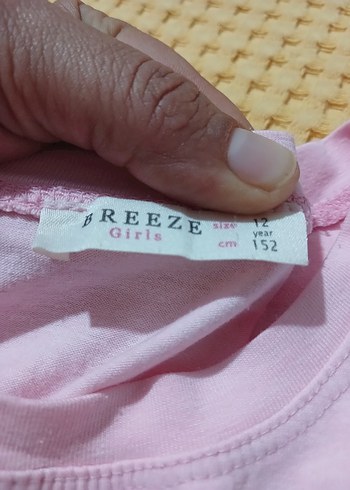 BREEZE
Girls
size 12
year
cm 152